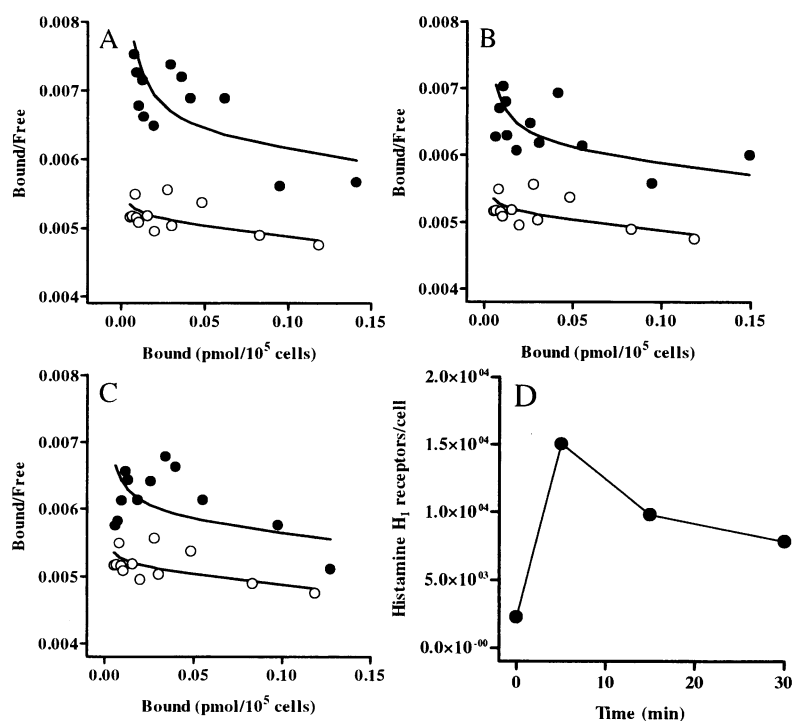 A
Bound/Free
0.008
0.007
0.006
0.005
0.004
0.00 0.05 0.10 0.15
Bound (pmol/10⁵ cells)
B
Bound/Free
0.008
0.007
0.006
0.005
0.004
0.00 0.05 0.10 0.15
Bound (pmol/10⁵ cells)
C
Bound/Free
0.008
0.007
0.006
0.005
0.004
0.00 0.05 0.10 0.15
Bound (pmol/10⁵ cells)
D
Histamine H₁ receptors/cell
2.0×10⁰⁴
1.5×10⁰⁴
1.0×10⁰⁴
5.0×10⁰³
0.0×10⁻⁰⁰
0 10 20 30
Time (min)